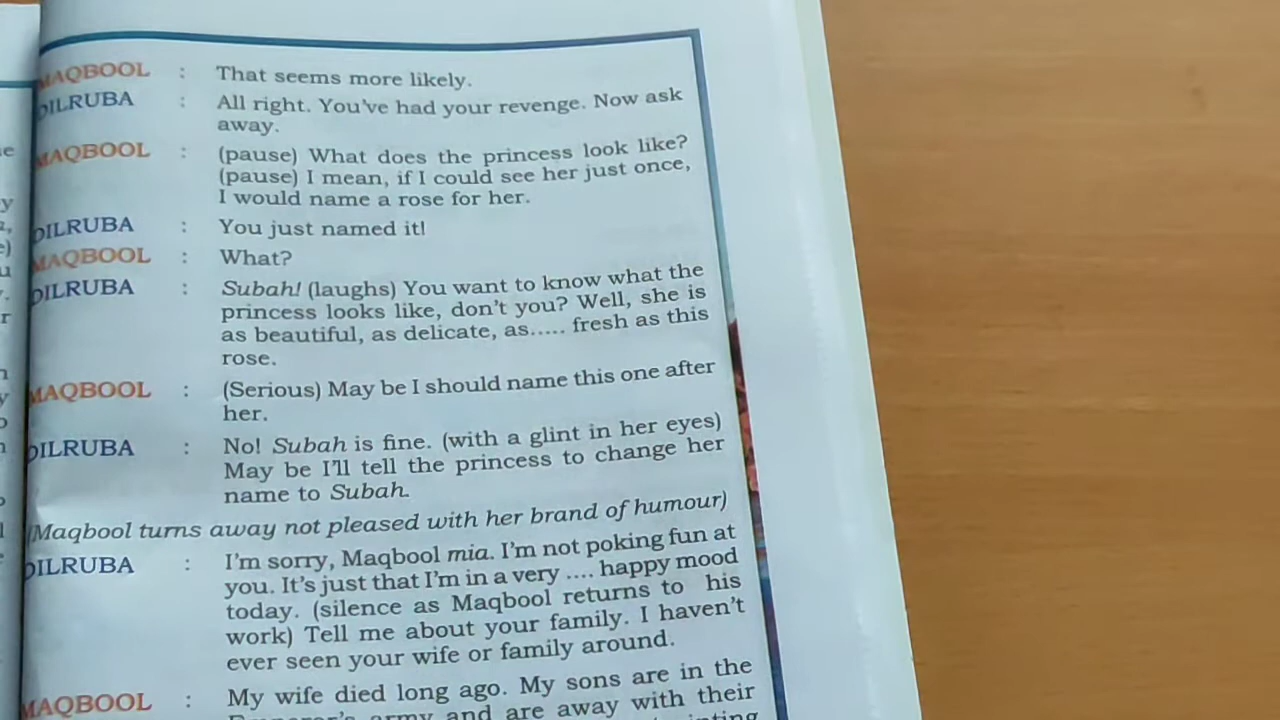 MAQBOOL : That seems more likely.
DILRUBA : All right. You've had your revenge. Now ask
away.
MAQBOOL : (pause) What does the princess look like?
(pause) I mean, if I could see her just once,
I would name a rose for her.
DILRUBA : You just named it!
MAQBOOL : What?
DILRUBA : Subah! (laughs) You want to know what the
princess looks like, don't you? Well, she is
as beautiful, as delicate, as..... fresh as this
rose.
MAQBOOL : (Serious) May be I should name this one after
her.
DILRUBA : No! Subah is fine. (with a glint in her eyes)
May be I'll tell the princess to change her
name to Subah.
(Maqbool turns away not pleased with her brand of humour)
DILRUBA : I'm sorry, Maqbool mia. I'm not poking fun at
you. It's just that I'm in a very .... happy mood
today. (silence as Maqbool returns to his
work) Tell me about your family. I haven't
ever seen your wife or family around.
MAQBOOL : My wife died long ago. My sons are in the
Emperor's army and are away with their